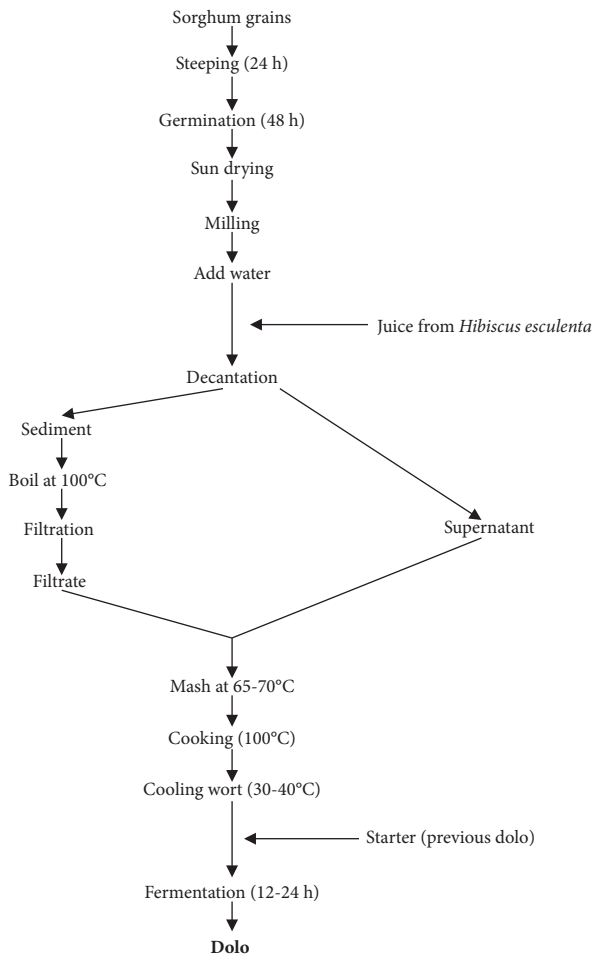 Sorghum grains
Steeping (24 h)
Germination (48 h)
Sun drying
Milling
Add water
Juice from Hibiscus esculenta
Decantation
Sediment
Boil at 100°C
Filtration
Supernatant
Filtrate
Mash at 65-70°C
Cooking (100°C)
Cooling wort (30-40°C)
Starter (previous dolo)
Fermentation (12-24 h)
Dolo